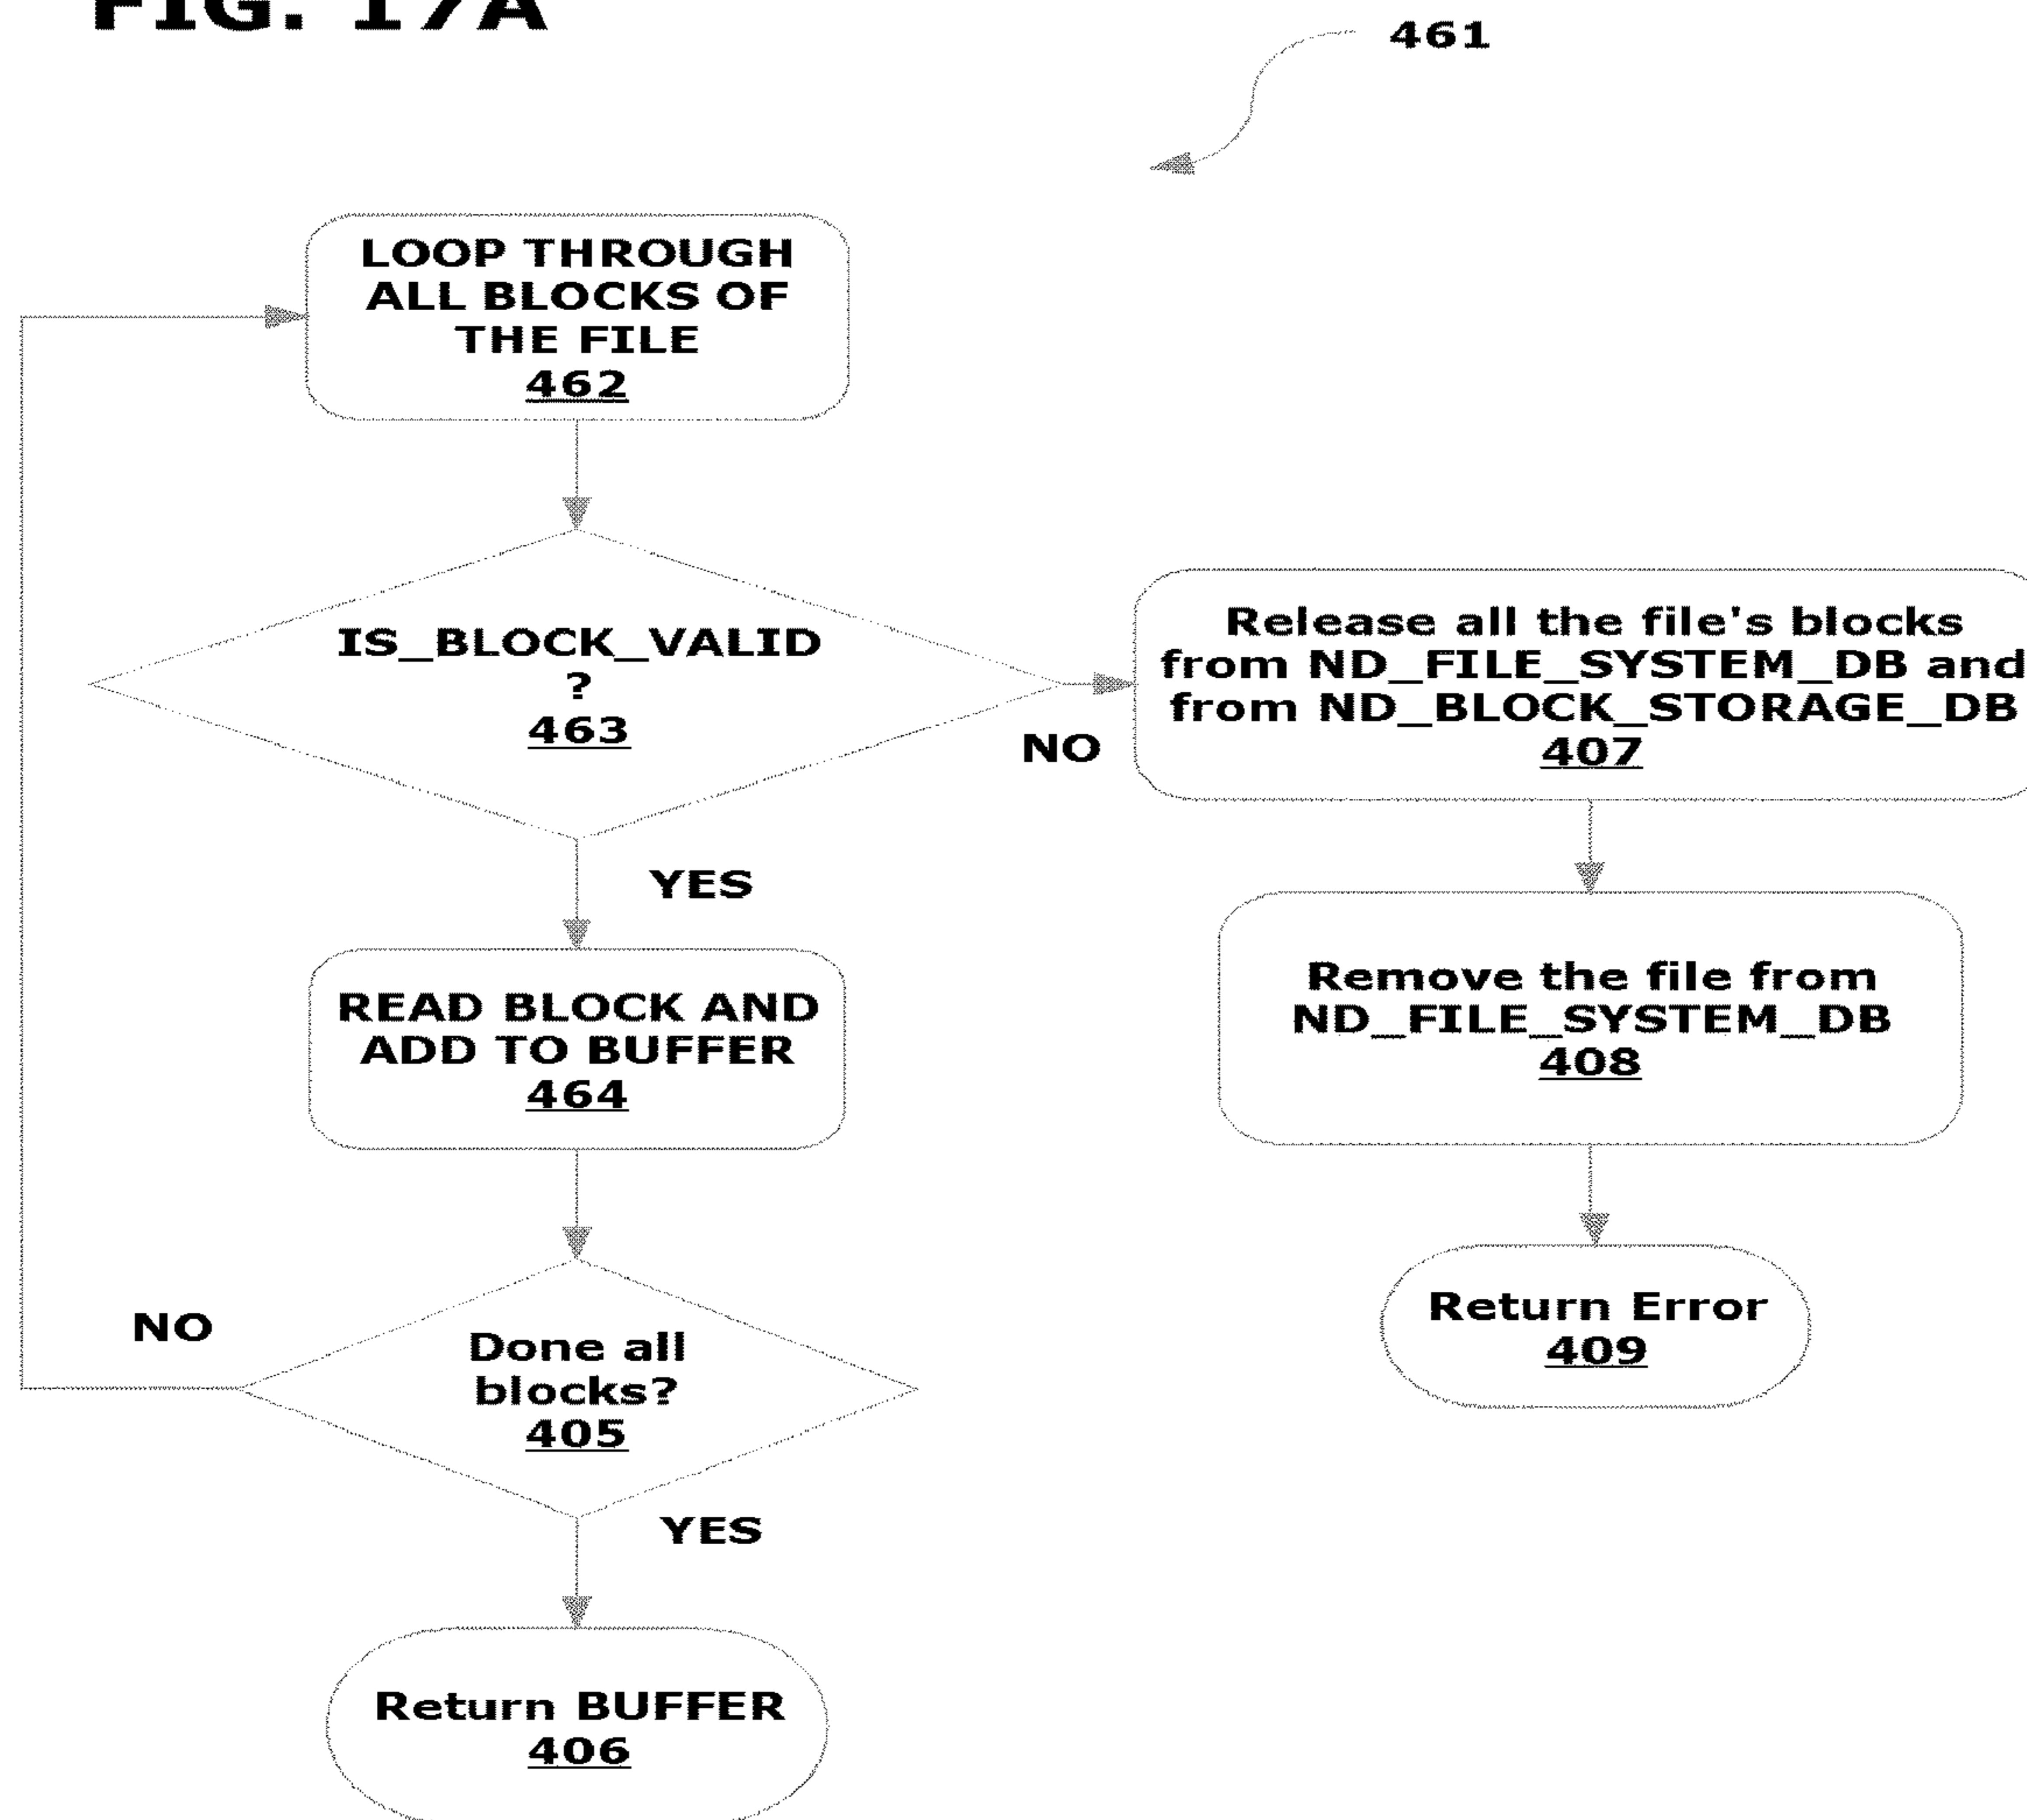 FIG. 17A
461
LOOP THROUGH
ALL BLOCKS OF
THE FILE
462
IS_BLOCK_VALID
?
463
NO
Release all the file's blocks
from ND_FILE_SYSTEM_DB and
from ND_BLOCK_STORAGE_DB
407
YES
READ BLOCK AND
ADD TO BUFFER
464
Remove the file from
ND_FILE_SYSTEM_DB
408
NO
Done all
blocks?
405
Return Error
409
YES
Return BUFFER
406